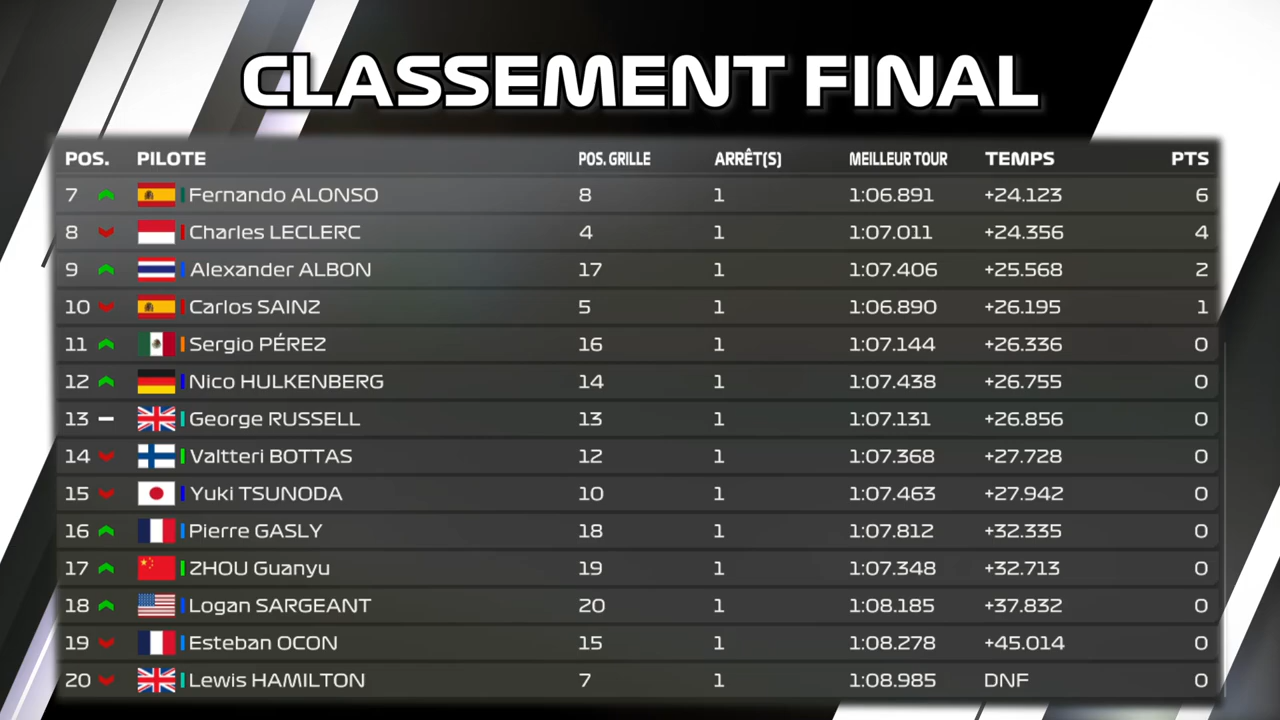 CLASSEMENT FINAL
POS. PILOTE POS. GRILLE ARRÊT(S) MEILLEUR TOUR TEMPS PTS
7 Fernando ALONSO 8 1 1:06.891 +24.123 6
8 Charles LECLERC 4 1 1:07.011 +24.356 4
9 Alexander ALBON 17 1 1:07.406 +25.568 2
10 Carlos SAINZ 5 1 1:06.890 +26.195 1
11 Sergio PÉREZ 16 1 1:07.144 +26.336 0
12 Nico HULKENBERG 14 1 1:07.438 +26.755 0
13 George RUSSELL 13 1 1:07.131 +26.856 0
14 Valtteri BOTTAS 12 1 1:07.368 +27.728 0
15 Yuki TSUNODA 10 1 1:07.463 +27.942 0
16 Pierre GASLY 18 1 1:07.812 +32.335 0
17 ZHOU Guanyu 19 1 1:07.348 +32.713 0
18 Logan SARGEANT 20 1 1:08.185 +37.832 0
19 Esteban OCON 15 1 1:08.278 +45.014 0
20 Lewis HAMILTON 7 1 1:08.985 DNF 0